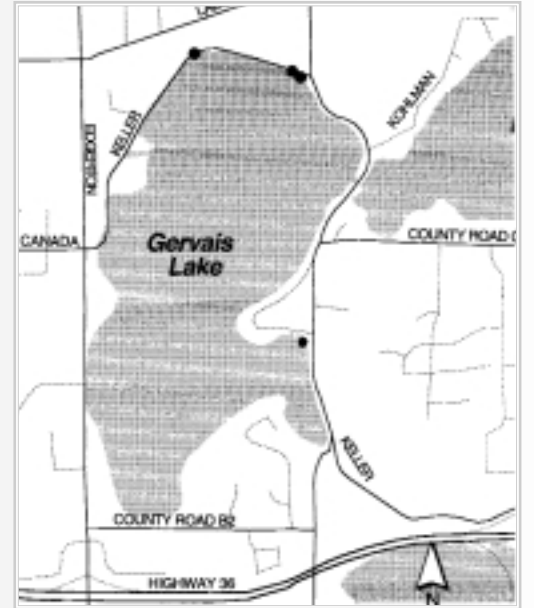 KELLER
KOHLMAN
EDGERTON
CANADA
Gervais
Lake
COUNTY ROAD
KELLER
COUNTY ROAD B2
HIGHWAY 36
N